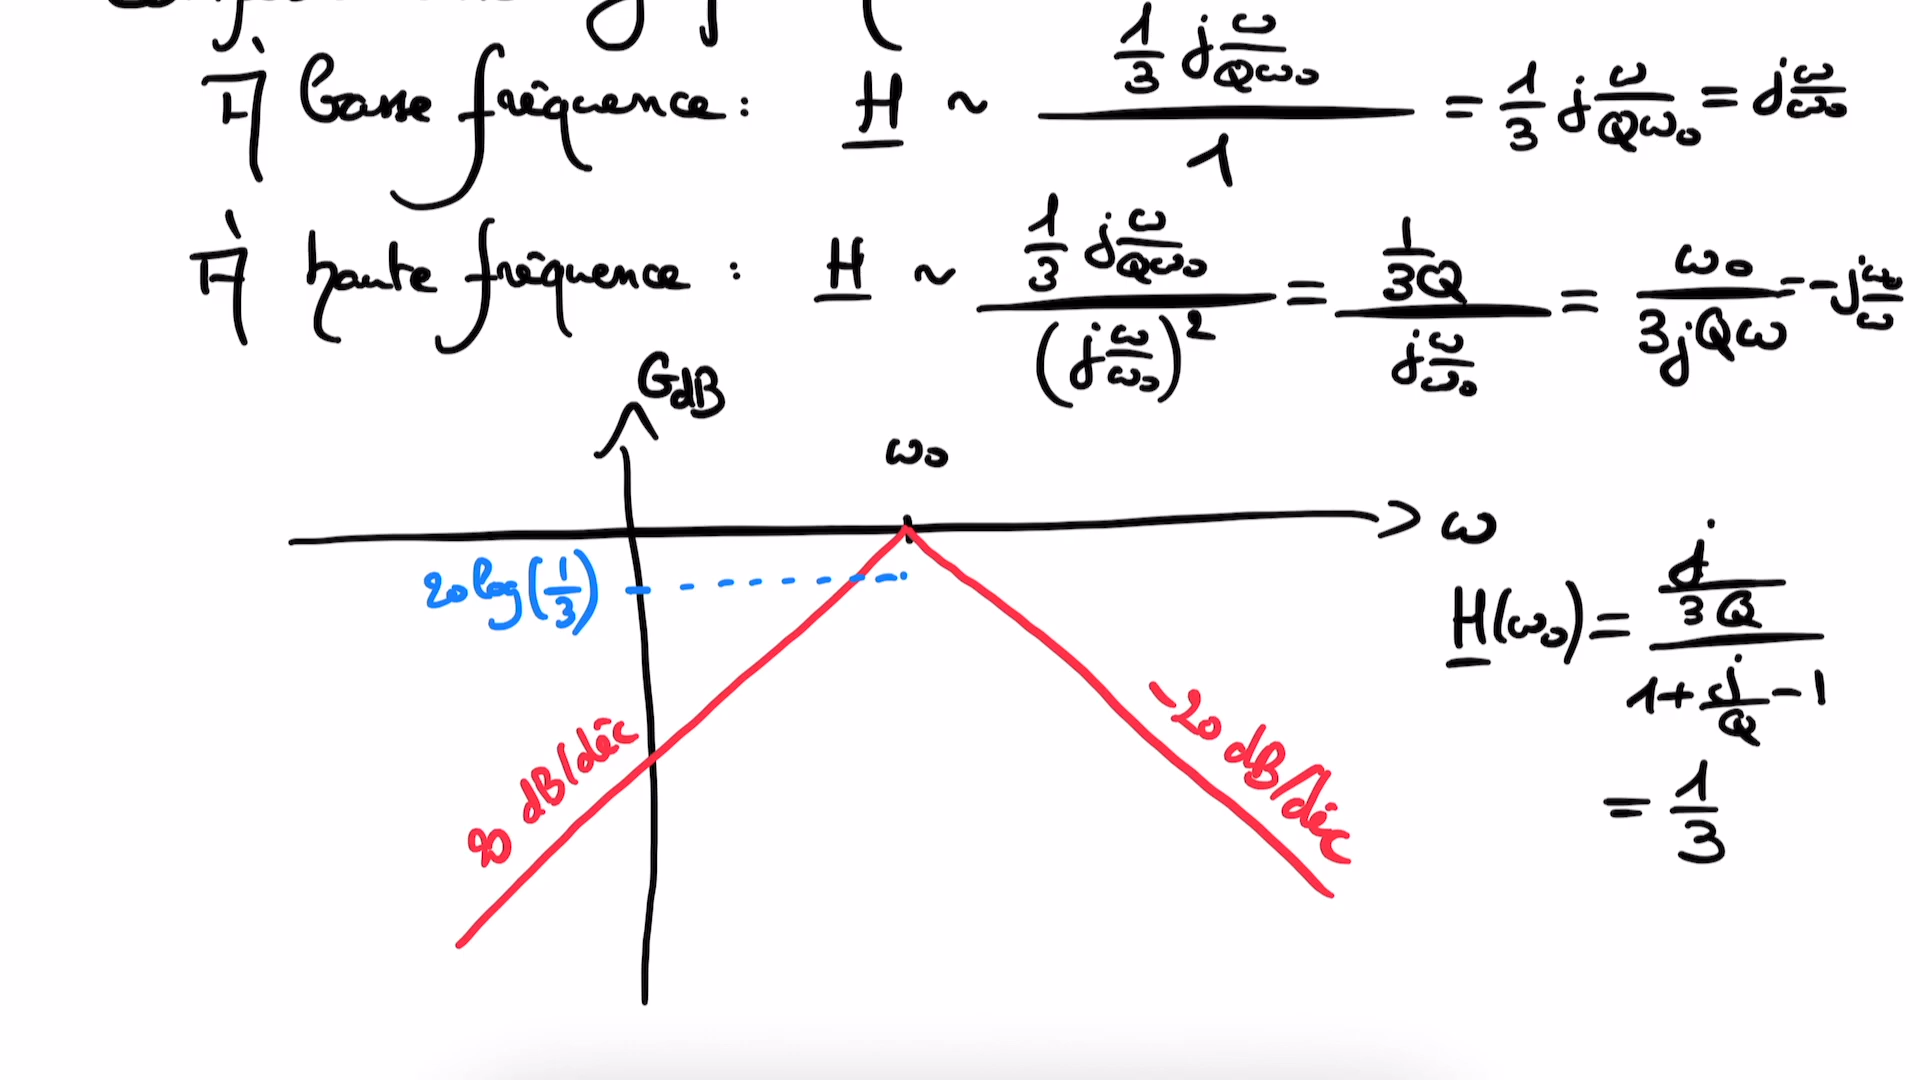 À basse fréquence : H ~ (1/3 j ω/(Qω₀)) / 1 = 1/3 j ω/(Qω₀) = j ω/ω₀
À haute fréquence : H ~ (1/3 j ω/(Qω₀)) / (j ω/ω₀)² = (1/3Q) / (j ω/ω₀) = ω₀/(3jQω) = -j ω₀/ω
GdB
ω₀
ω
20log(1/3)
20 dB/déc
-20 dB/déc
H(ω₀) = (j/3Q) / (1 + j/Q - 1)
= 1/3